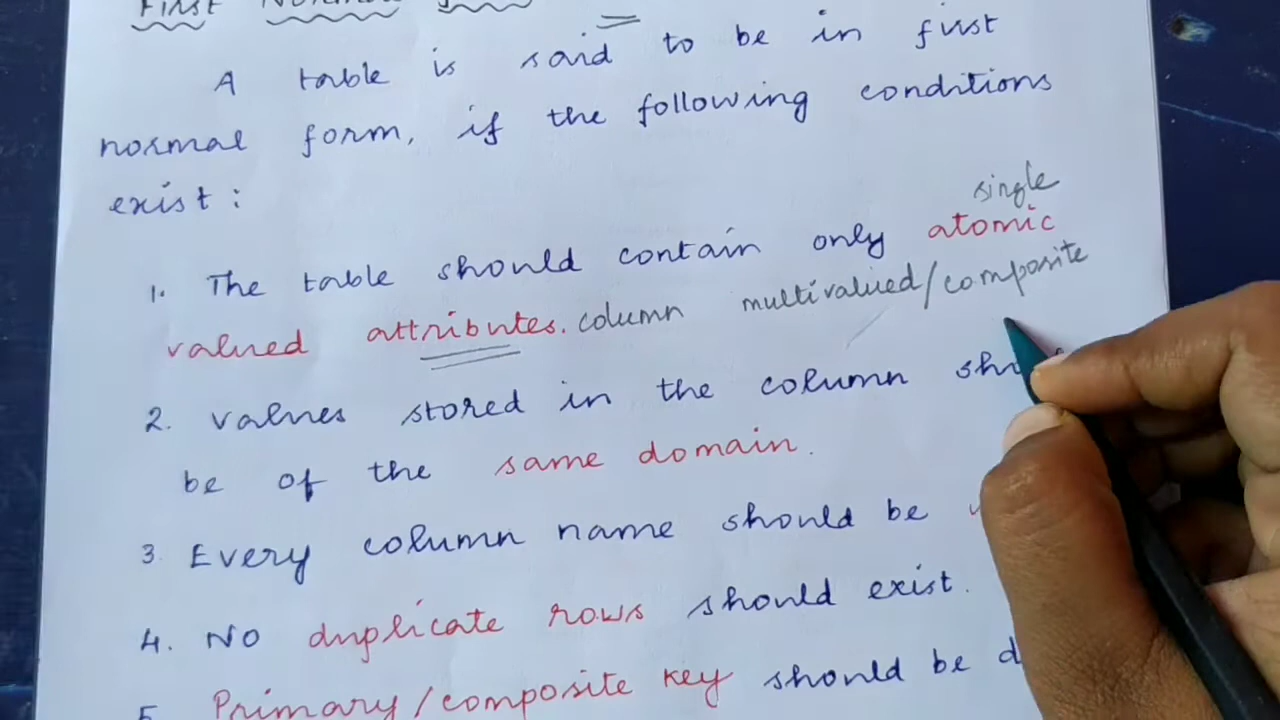 First Normal
A table is said to be in first
normal form, if the following conditions
exist :
single
1. The table should contain only atomic
valued attributes. column multivalued/composite
2. values stored in the column
be of the same domain.
3. Every column name should be
4. No duplicate rows should exist.
5. Primary/composite key should be